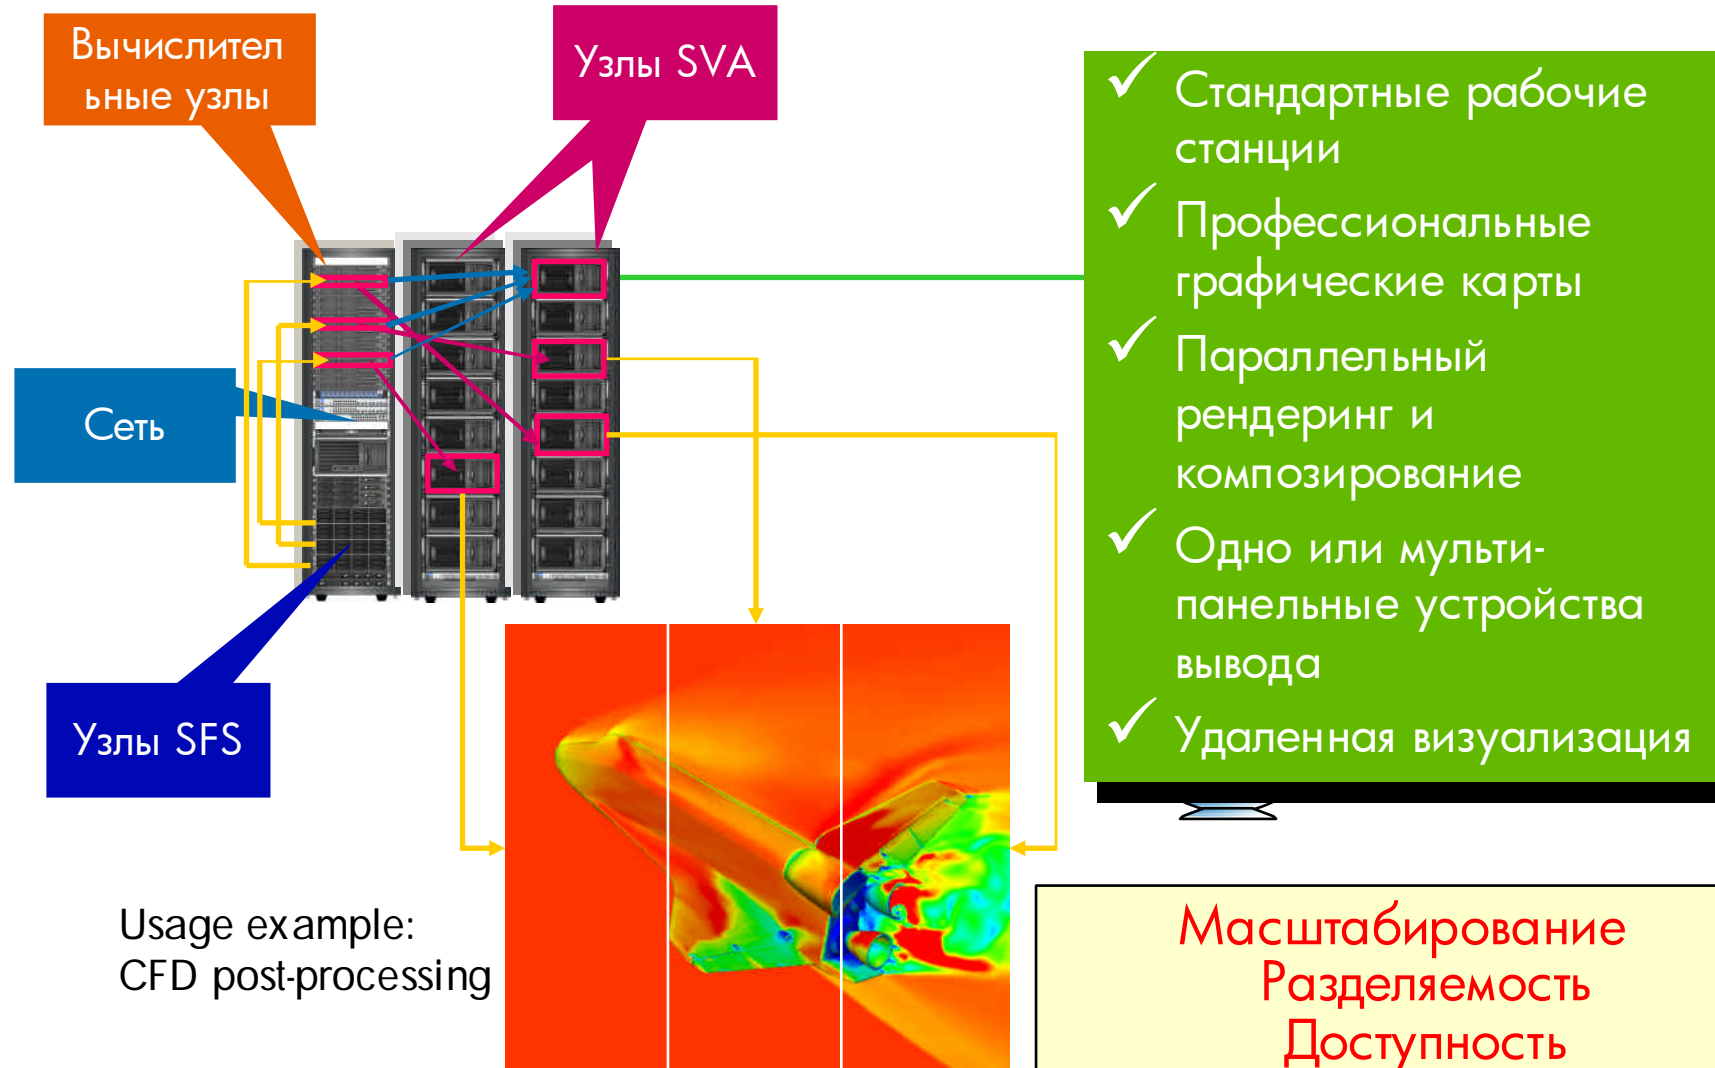 Вычислител
ьные узлы
Узлы SVA
Стандартные рабочие
станции
Профессиональные
графические карты
Параллельный
рендеринг и
композирование
Одно или мульти-
панельные устройства
вывода
Удаленная визуализация
Сеть
Узлы SFS
Usage example:
CFD post-processing
Масштабирование
Разделяемость
Доступность